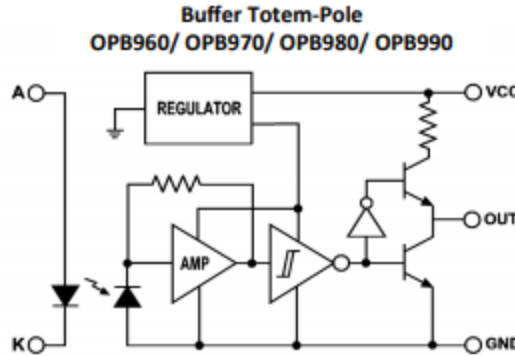 Buffer Totem-Pole
OPB960/ OPB970/ OPB980/ OPB990
A
REGULATOR
VCC
OUT
AMP
K
GND